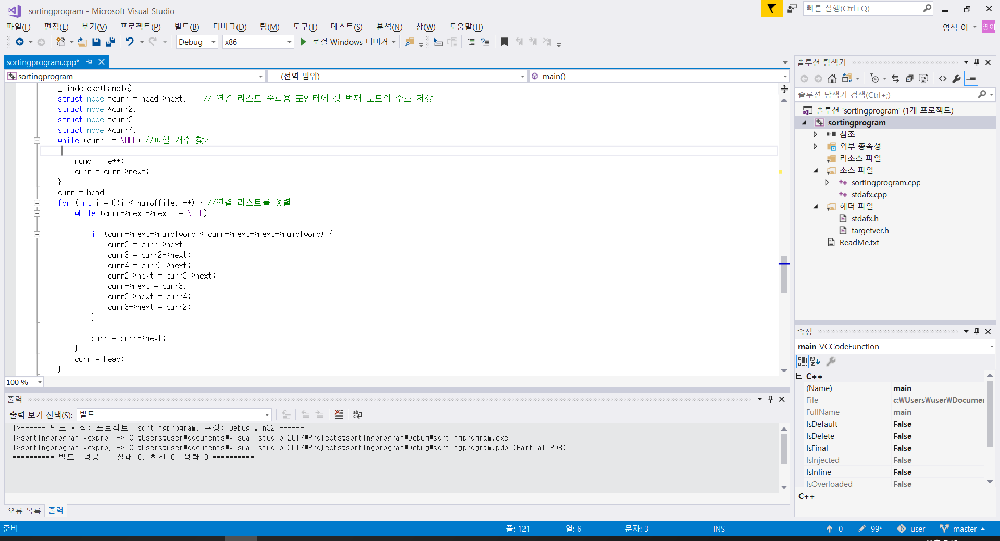 sortingprogram - Microsoft Visual Studio
빠른 실행(Ctrl+Q)
파일(F) 편집(E) 보기(V) 프로젝트(P) 빌드(B) 디버그(D) 팀(M) 도구(T) 테스트(S) 분석(N) 창(W) 도움말(H)
영석 이
영이
Debug x86 로컬 Windows 디버거
sortingprogram.cpp*
sortingprogram (전역 범위) main()
_findclose(handle);
struct node *curr = head->next; // 연결 리스트 순회용 포인터에 첫 번째 노드의 주소 저장
struct node *curr2;
struct node *curr3;
struct node *curr4;
while (curr != NULL) //파일 개수 찾기
{
numoffile++;
curr = curr->next;
}
curr = head;
for (int i = 0;i < numoffile;i++) { //연결 리스트를 정렬
while (curr->next->next != NULL)
{
if (curr->next->numofword < curr->next->next->numofword) {
curr2 = curr->next;
curr3 = curr2->next;
curr4 = curr3->next;
curr2->next = curr3->next;
curr->next = curr3;
curr2->next = curr4;
curr3->next = curr2;
}
curr = curr->next;
}
curr = head;
}
100 %
출력
출력 보기 선택(S): 빌드
1>------ 빌드 시작: 프로젝트: sortingprogram, 구성: Debug Win32 ------
1>sortingprogram.vcxproj -> C:₩Users₩user₩documents₩visual studio 2017₩Projects₩sortingprogram₩Debug₩sortingprogram.exe
1>sortingprogram.vcxproj -> C:₩Users₩user₩documents₩visual studio 2017₩Projects₩sortingprogram₩Debug₩sortingprogram.pdb (Partial PDB)
========== 빌드: 성공 1, 실패 0, 최신 0, 생략 0 ==========
오류 목록 출력
솔루션 탐색기
솔루션 탐색기 검색(Ctrl+;)
솔루션 'sortingprogram' (1개 프로젝트)
sortingprogram
참조
외부 종속성
리소스 파일
소스 파일
sortingprogram.cpp
stdafx.cpp
헤더 파일
stdafx.h
targetver.h
ReadMe.txt
속성
main VCCodeFunction
C++
(Name) main
File c:₩Users₩user₩Documen
FullName main
IsDefault False
IsDelete False
IsFinal False
IsInjected False
IsInline False
IsOverloaded False
C++
준비 줄: 121 열: 6 문자: 3 INS 0 99* user master